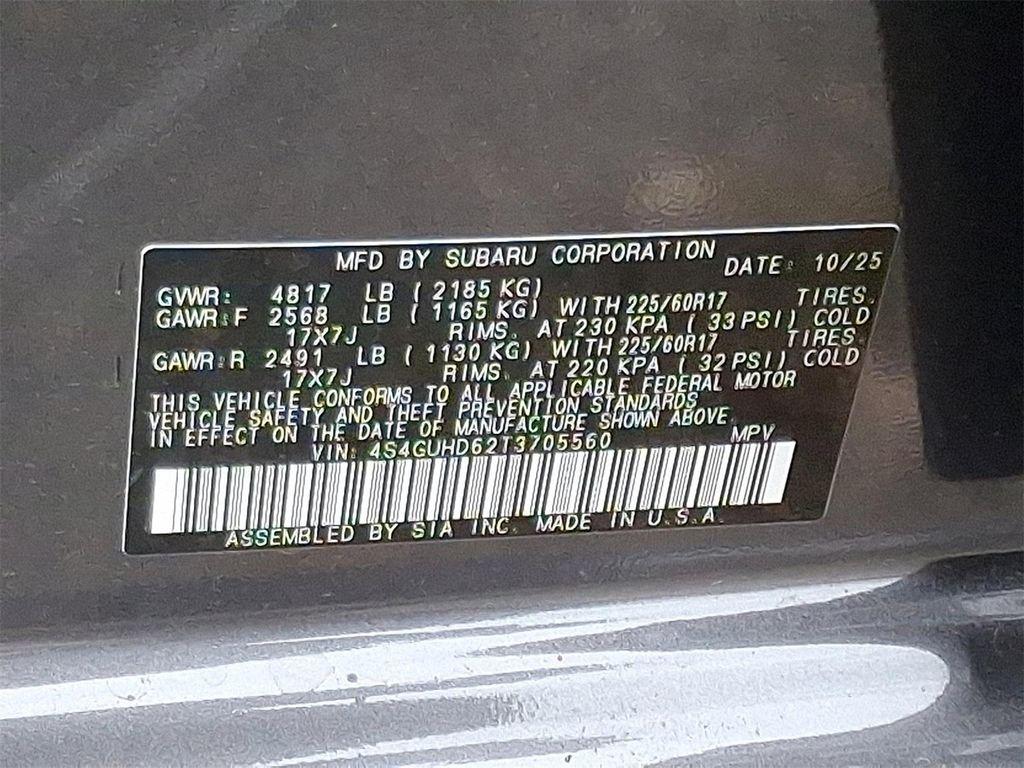 MFD BY SUBARU CORPORATION DATE: 10/25
GVWR: 4817 LB ( 2185 KG)
GAWR:F 2568 LB ( 1165 KG) WITH 225/60R17 TIRES.
17X7J RIMS. AT 230 KPA ( 33 PSI) COLD
GAWR:R 2491 LB ( 1130 KG) WITH 225/60R17 TIRES.
17X7J RIMS. AT 220 KPA ( 32 PSI) COLD
THIS VEHICLE CONFORMS TO ALL APPLICABLE FEDERAL MOTOR
VEHICLE SAFETY AND THEFT PREVENTION STANDARDS
IN EFFECT ON THE DATE OF MANUFACTURE SHOWN ABOVE.
VIN: 4S4GUHD62T3705560 MPV
ASSEMBLED BY SIA INC. MADE IN U.S.A.